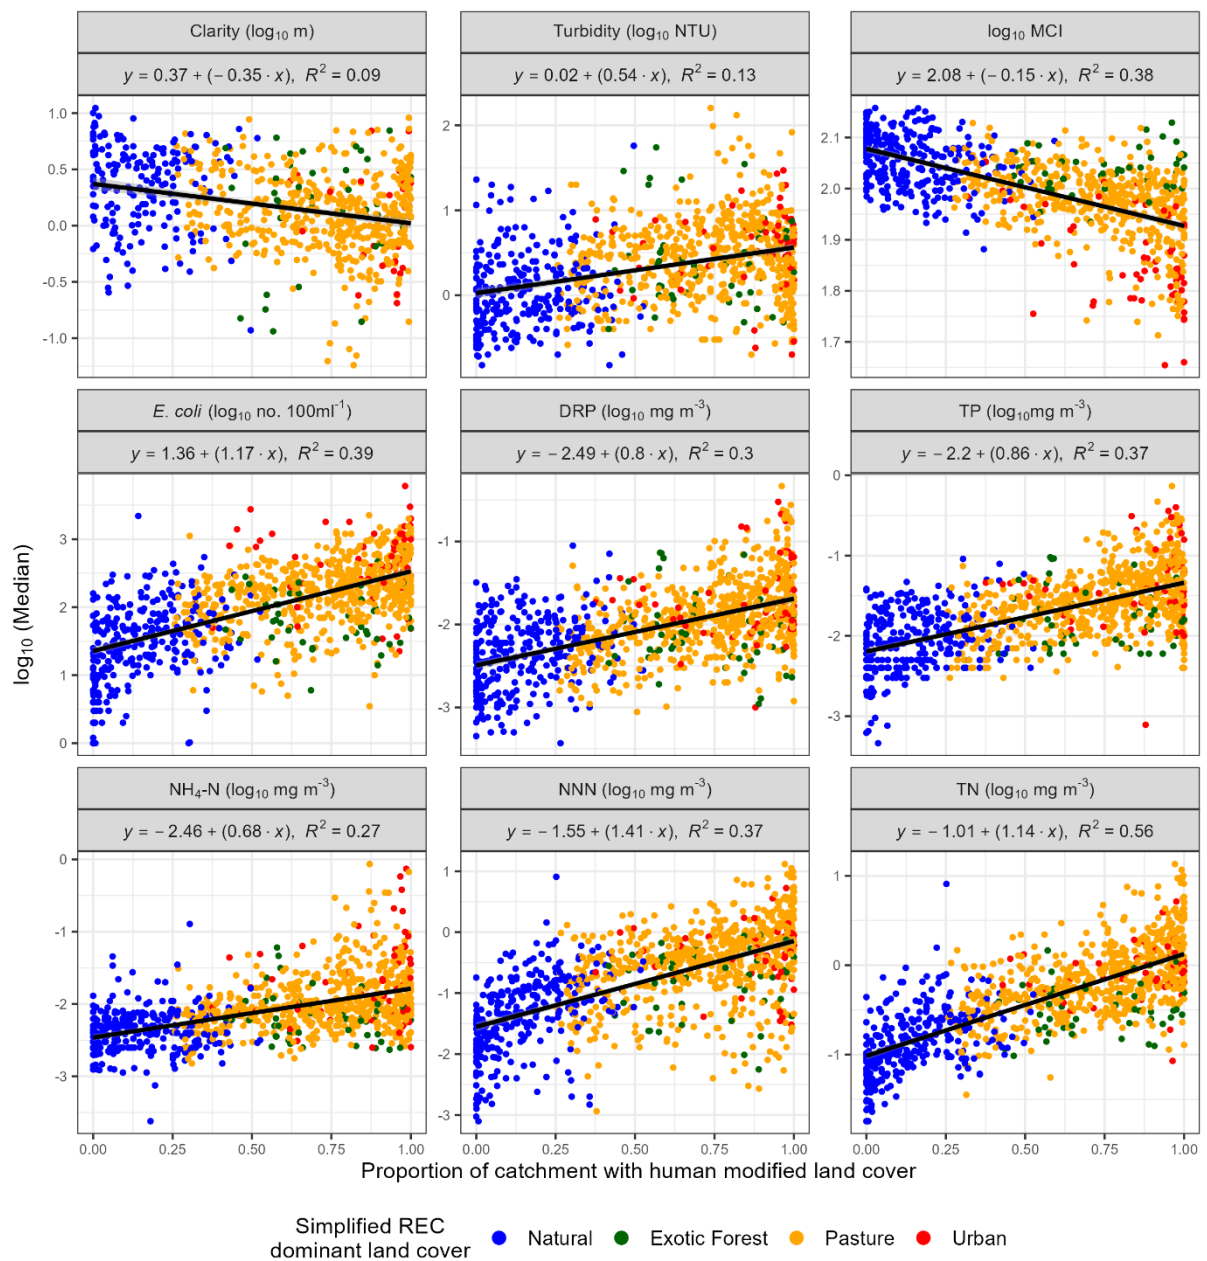 Clarity (log₁₀ m)
y = 0.37 + (− 0.35 · x), R² = 0.09
1.0
0.5
0.0
-0.5
-1.0
Turbidity (log₁₀ NTU)
y = 0.02 + (0.54 · x), R² = 0.13
2
1
0
log₁₀ MCI
y = 2.08 + (− 0.15 · x), R² = 0.38
2.1
2.0
1.9
1.8
1.7
E. coli (log₁₀ no. 100ml⁻¹)
y = 1.36 + (1.17 · x), R² = 0.39
3
2
1
0
DRP (log₁₀ mg m⁻³)
y = − 2.49 + (0.8 · x), R² = 0.3
-1
-2
-3
TP (log₁₀mg m⁻³)
y = − 2.2 + (0.86 · x), R² = 0.37
0
-1
-2
-3
NH₄-N (log₁₀ mg m⁻³)
y = − 2.46 + (0.68 · x), R² = 0.27
0
-1
-2
-3
0.00 0.25 0.50 0.75 1.00
NNN (log₁₀ mg m⁻³)
y = − 1.55 + (1.41 · x), R² = 0.37
1
0
-1
-2
-3
0.00 0.25 0.50 0.75 1.00
TN (log₁₀ mg m⁻³)
y = − 1.01 + (1.14 · x), R² = 0.56
1
0
-1
0.00 0.25 0.50 0.75 1.00
log₁₀ (Median)
Proportion of catchment with human modified land cover
Simplified REC
dominant land cover
Natural Exotic Forest Pasture Urban